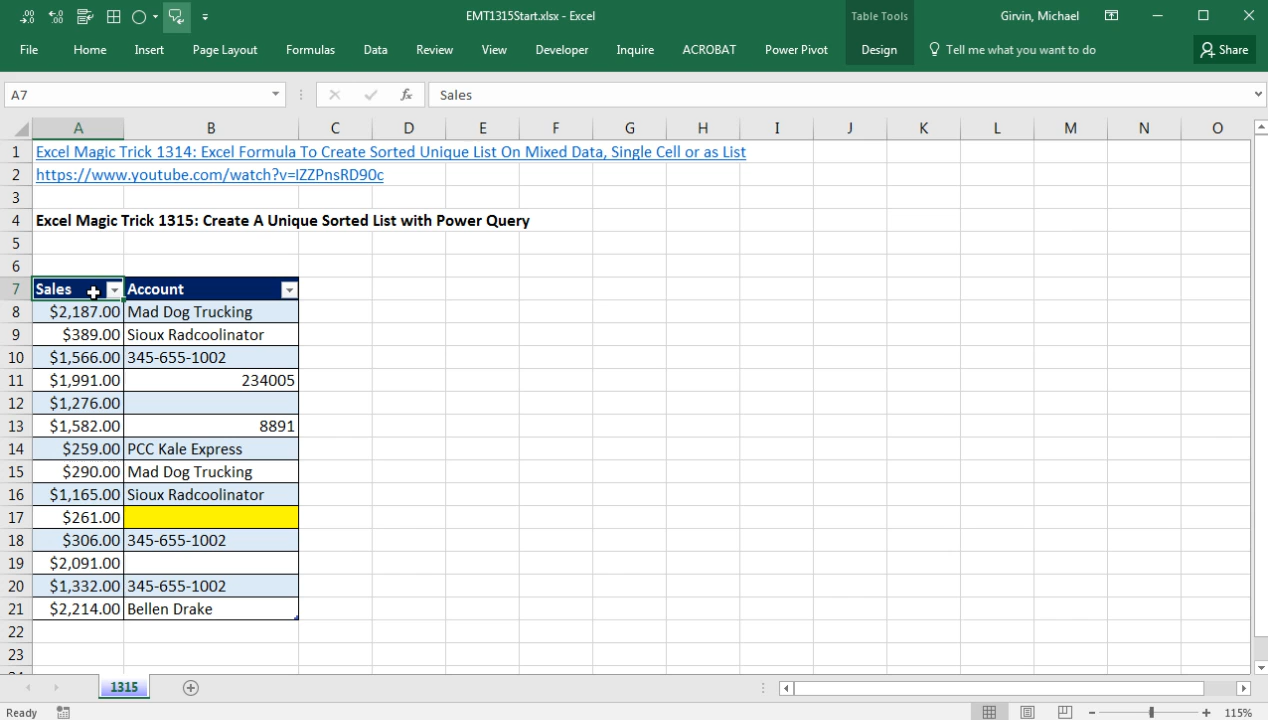 EMT1315Start.xlsx - Excel
Table Tools
Girvin, Michael
File Home Insert Page Layout Formulas Data Review View Developer Inquire ACROBAT Power Pivot Design Tell me what you want to do Share
A7 fx Sales
A B C D E F G H I J K L M N O
1 Excel Magic Trick 1314: Excel Formula To Create Sorted Unique List On Mixed Data, Single Cell or as List
2 https://www.youtube.com/watch?v=IZZPnsRD90c
3
4 Excel Magic Trick 1315: Create A Unique Sorted List with Power Query
5
6
7 Sales Account
8 $2,187.00 Mad Dog Trucking
9 $389.00 Sioux Radcoolinator
10 $1,566.00 345-655-1002
11 $1,991.00 234005
12 $1,276.00
13 $1,582.00 8891
14 $259.00 PCC Kale Express
15 $290.00 Mad Dog Trucking
16 $1,165.00 Sioux Radcoolinator
17 $261.00
18 $306.00 345-655-1002
19 $2,091.00
20 $1,332.00 345-655-1002
21 $2,214.00 Bellen Drake
22
23
1315
Ready 115%